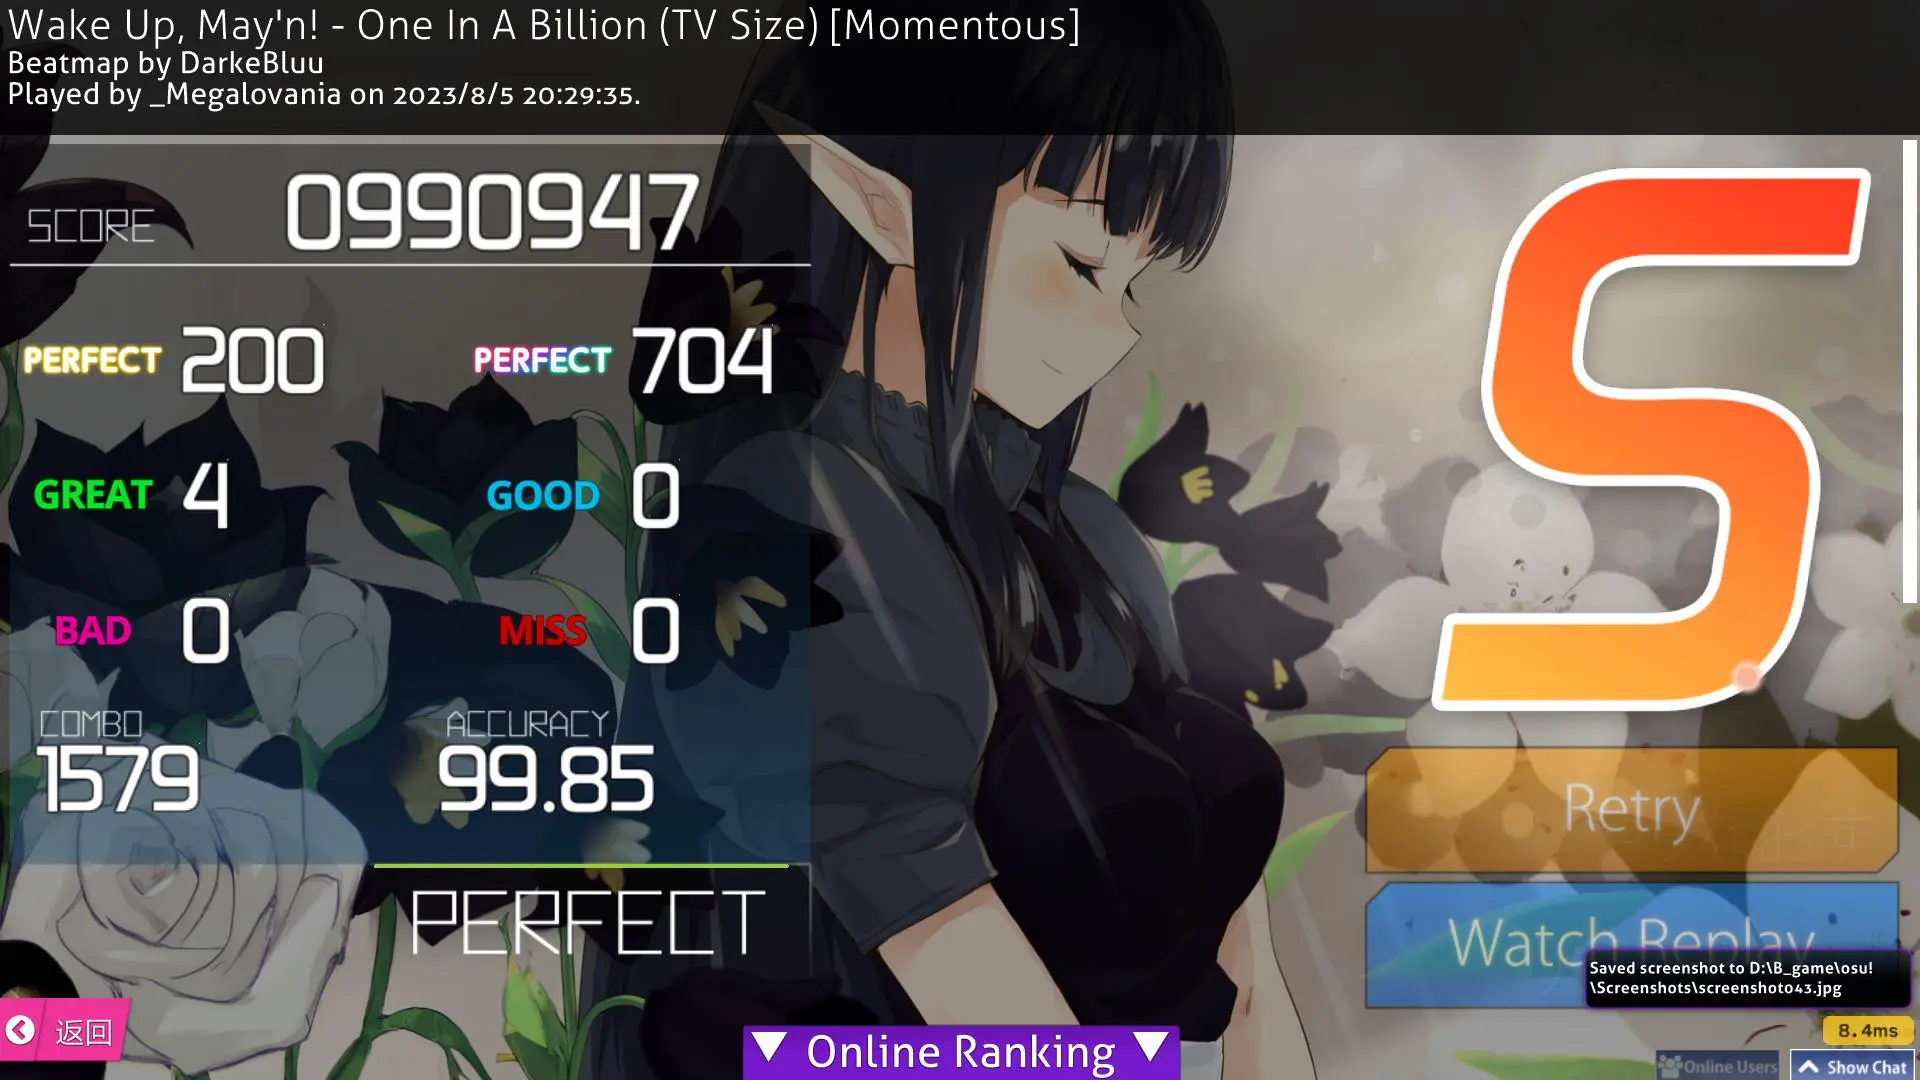 Wake Up, May'n! - One In A Billion (TV Size) [Momentous]
Beatmap by DarkeBluu
Played by _Megalovania on 2023/8/5 20:29:35.
SCORE 0990947
PERFECT 200 PERFECT 704
GREAT 4 GOOD 0
BAD 0 MISS 0
COMBO ACCURACY
1579 99.85
PERFECT
Retry
Watch Replay
Saved screenshot to D:\B_game\osu!
\Screenshots\screenshot043.jpg
返回
Online Ranking
8.4ms
Online Users
Show Chat